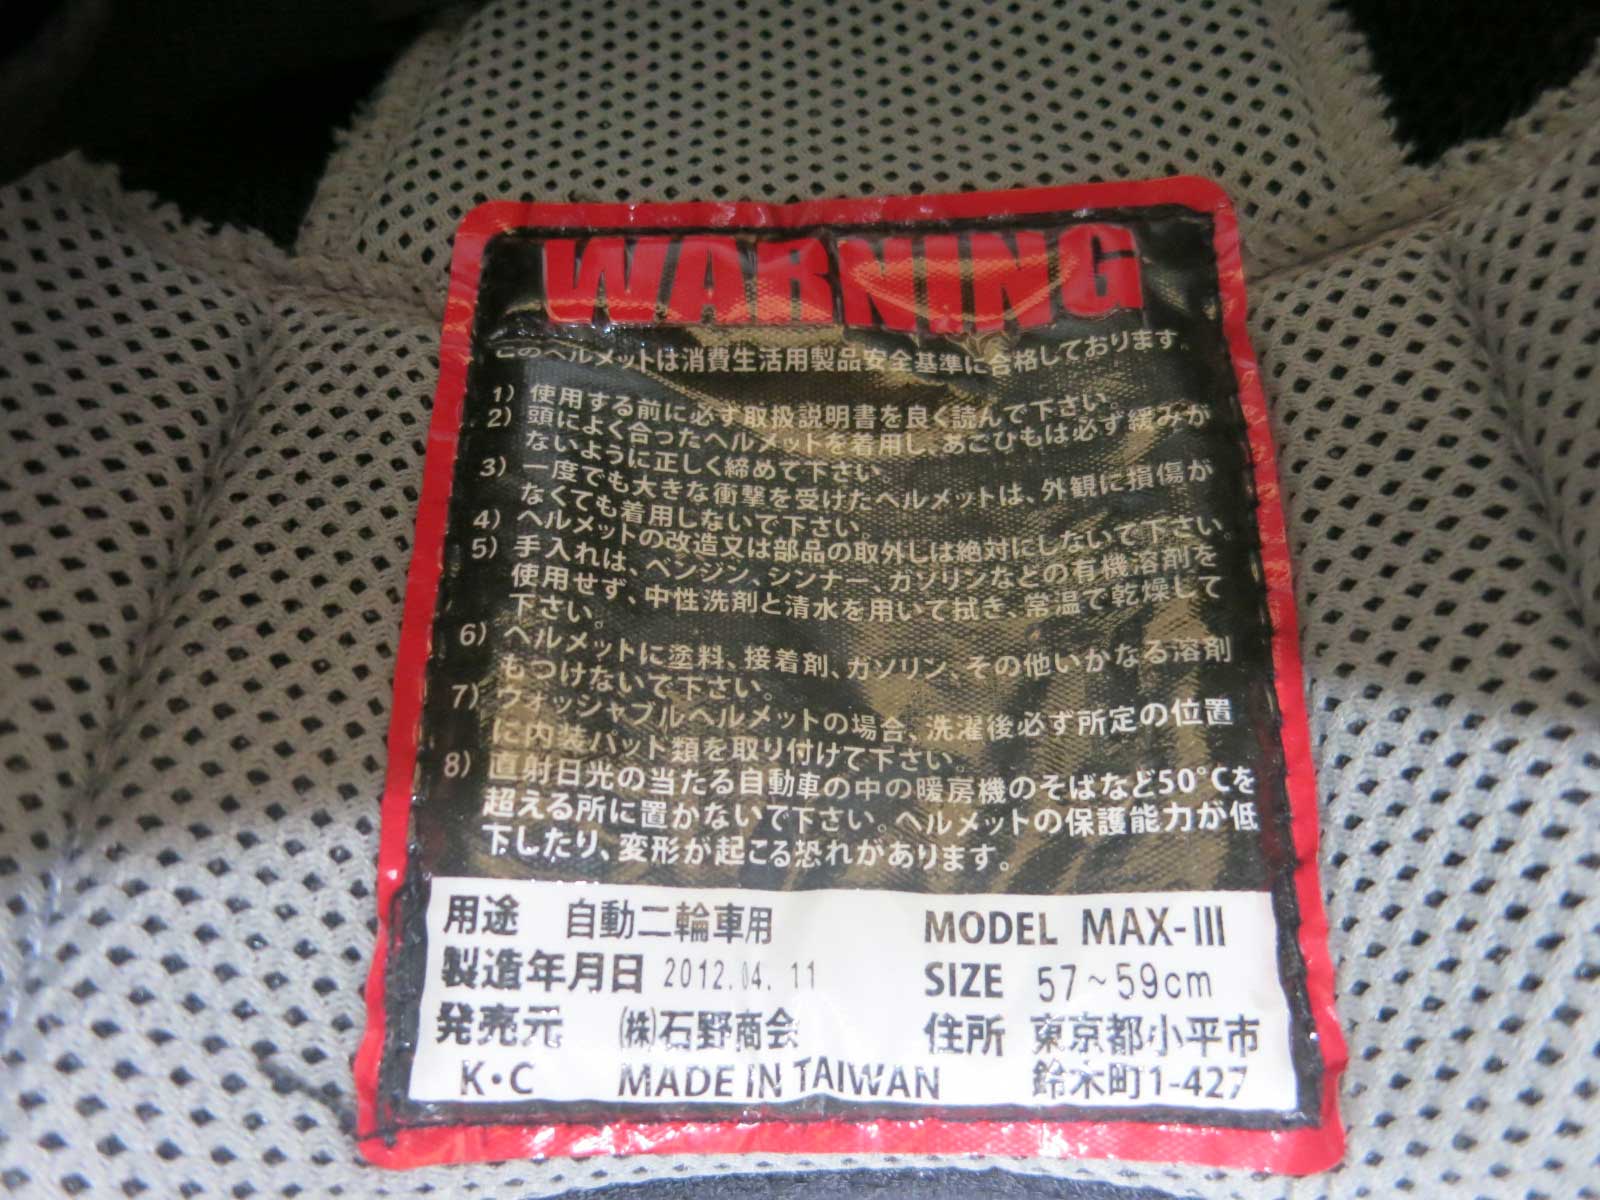 WARNING
このヘルメットは消費生活用製品安全基準に合格しております。
1) 使用する前に必ず取扱説明書を良く読んで下さい。
2) 頭によく合ったヘルメットを着用し、あごひもは必ず緩みが
ないように正しく締めて下さい。
3) 一度でも大きな衝撃を受けたヘルメットは、外観に損傷が
なくても着用しないで下さい。
4) ヘルメットの改造又は部品の取外しは絶対にしないで下さい。
5) 手入れは、ベンジン、シンナー、ガソリンなどの有機溶剤を
使用せず、中性洗剤と清水を用いて拭き、常温で乾燥して
下さい。
6) ヘルメットに塗料、接着剤、ガソリン、その他いかなる溶剤
もつけないで下さい。
7) ウォッシャブルヘルメットの場合、洗濯後必ず所定の位置
に内装パット類を取り付けて下さい。
8) 直射日光の当たる自動車の中の暖房機のそばなど50°Cを
超える所に置かないで下さい。ヘルメットの保護能力が低
下したり、変形が起こる恐れがあります。
用途 自動二輪車用 MODEL MAX-III
製造年月日 2012.04.11 SIZE 57~59cm
発売元 (株)石野商会 住所 東京都小平市
K・C MADE IN TAIWAN 鈴木町1-427